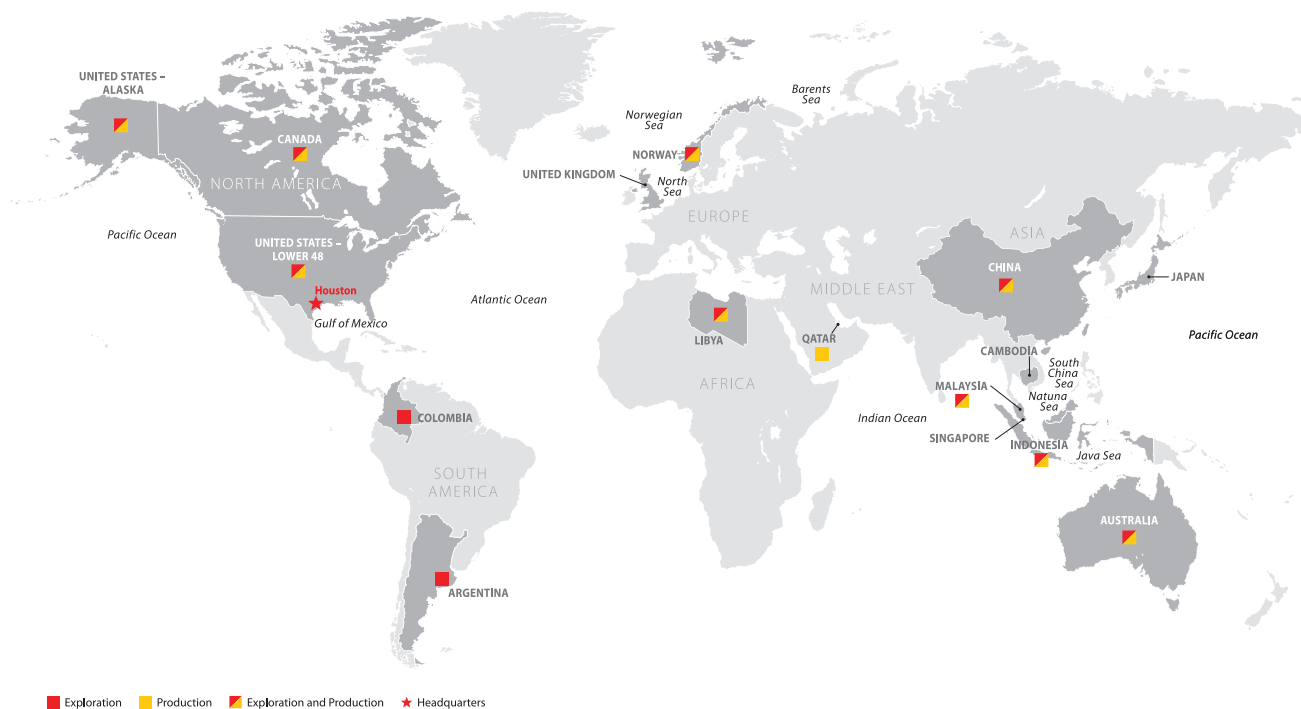 UNITED STATES –
ALASKA
CANADA
NORTH AMERICA
Pacific Ocean
UNITED STATES –
LOWER 48
Houston
Gulf of Mexico
Atlantic Ocean
COLOMBIA
SOUTH
AMERICA
ARGENTINA
Barents
Sea
Norwegian
Sea
NORWAY
UNITED KINGDOM
North
Sea
EUROPE
ASIA
CHINA
JAPAN
MIDDLE EAST
LIBYA
QATAR
AFRICA
Pacific Ocean
CAMBODIA
South
China
Sea
MALAYSIA
Natuna
Sea
Indian Ocean
SINGAPORE
INDONESIA
Java Sea
AUSTRALIA
Exploration
Production
Exploration and Production
Headquarters